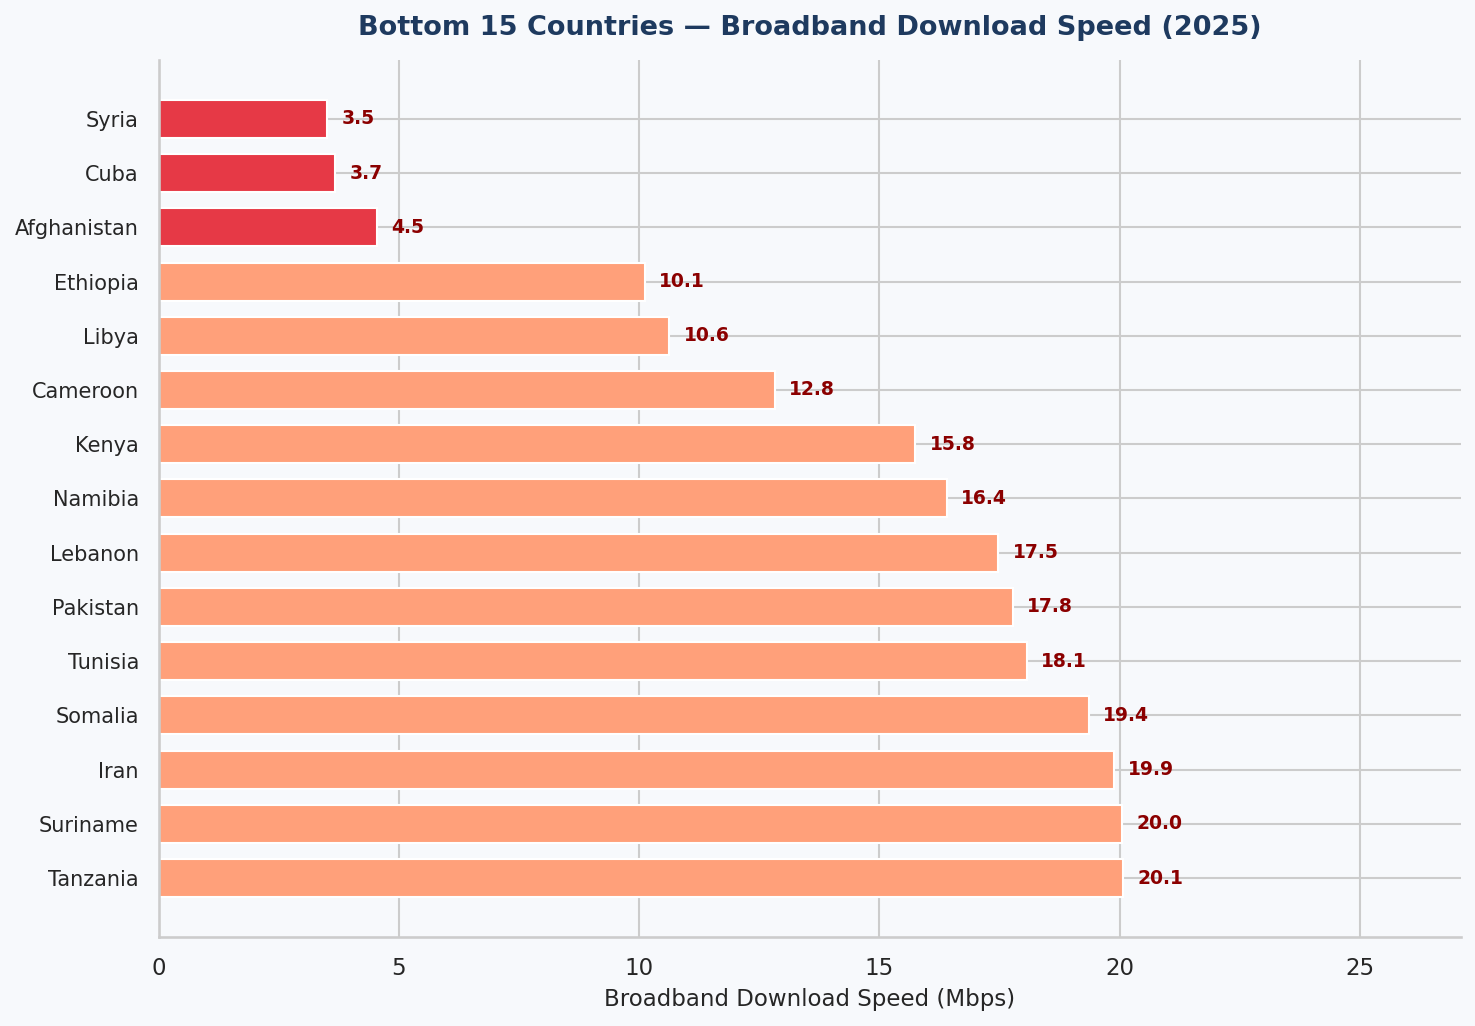 Bottom 15 Countries — Broadband Download Speed (2025)
Syria 3.5
Cuba 3.7
Afghanistan 4.5
Ethiopia 10.1
Libya 10.6
Cameroon 12.8
Kenya 15.8
Namibia 16.4
Lebanon 17.5
Pakistan 17.8
Tunisia 18.1
Somalia 19.4
Iran 19.9
Suriname 20.0
Tanzania 20.1
0 5 10 15 20 25
Broadband Download Speed (Mbps)